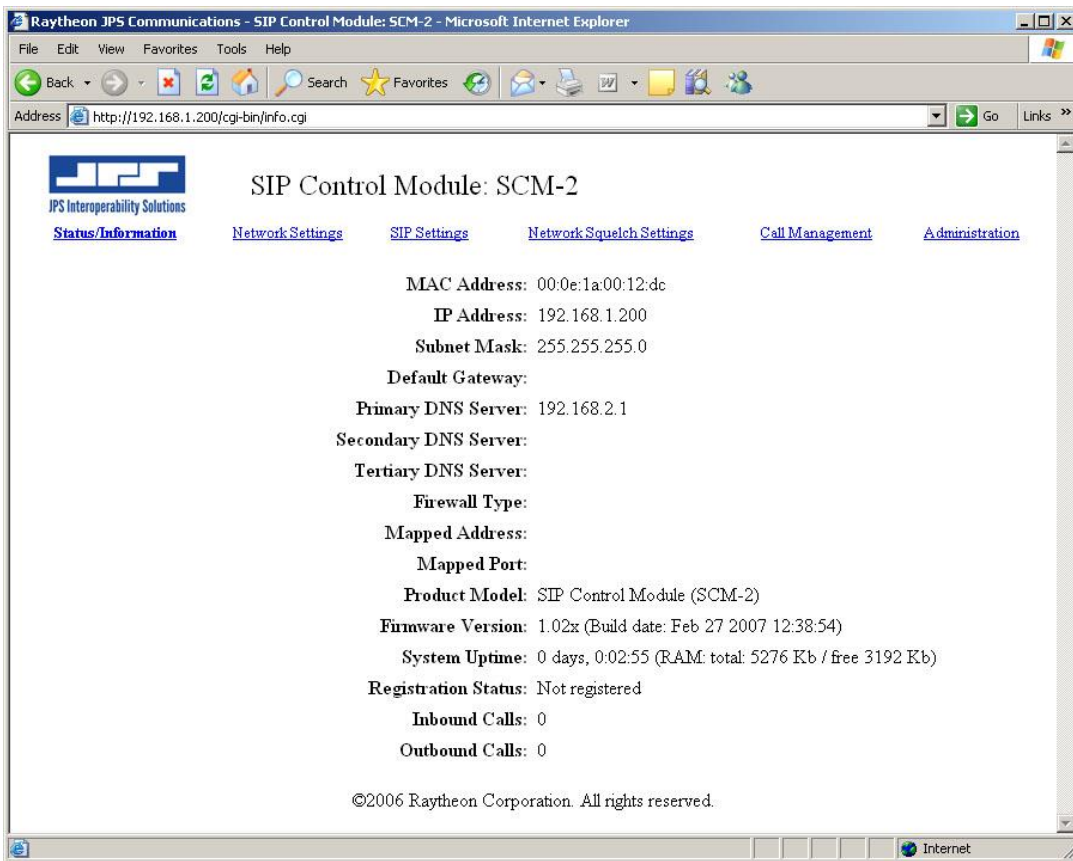 Raytheon JPS Communications - SIP Control Module: SCM-2 - Microsoft Internet Explorer
File Edit View Favorites Tools Help
Back Search Favorites
Address http://192.168.1.200/cgi-bin/info.cgi Go Links »
JPS
JPS Interoperability Solutions
SIP Control Module: SCM-2
Status/Information Network Settings SIP Settings Network Squelch Settings Call Management Administration
MAC Address: 00:0e:1a:00:12:dc
IP Address: 192.168.1.200
Subnet Mask: 255.255.255.0
Default Gateway:
Primary DNS Server: 192.168.2.1
Secondary DNS Server:
Tertiary DNS Server:
Firewall Type:
Mapped Address:
Mapped Port:
Product Model: SIP Control Module (SCM-2)
Firmware Version: 1.02x (Build date: Feb 27 2007 12:38:54)
System Uptime: 0 days, 0:02:55 (RAM: total: 5276 Kb / free 3192 Kb)
Registration Status: Not registered
Inbound Calls: 0
Outbound Calls: 0
©2006 Raytheon Corporation. All rights reserved.
Internet